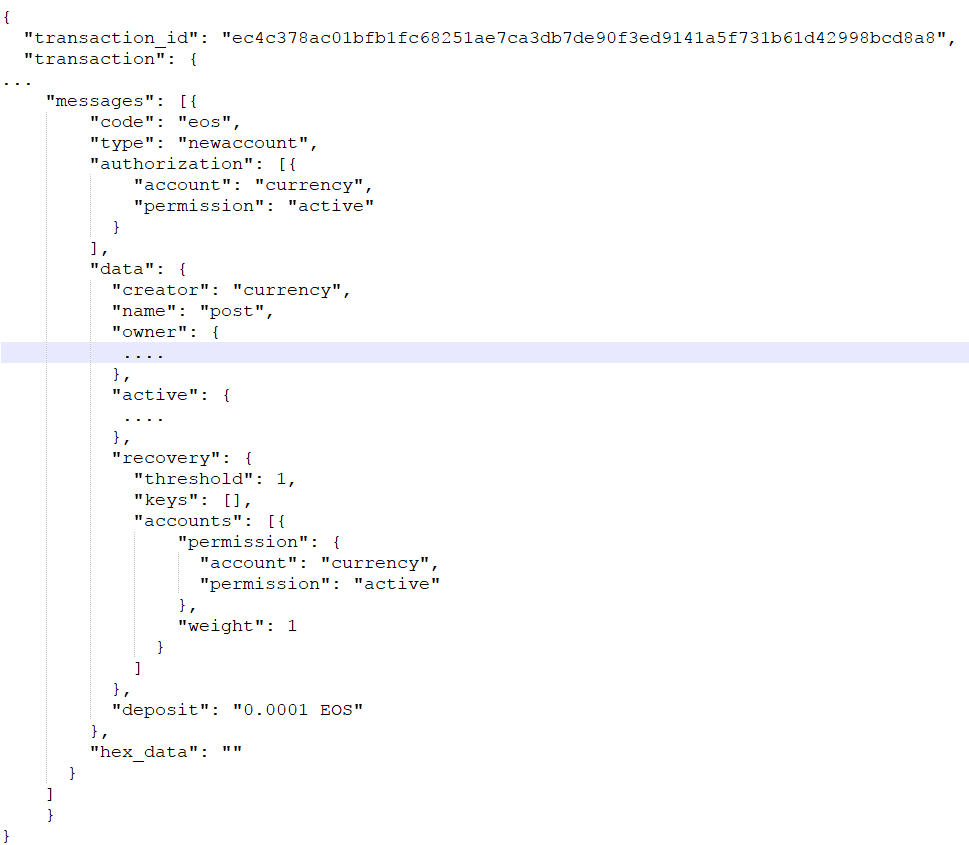 {
  "transaction_id": "ec4c378ac01bfb1fc68251ae7ca3db7de90f3ed9141a5f731b61d42998bcd8a8",
  "transaction": {
...
    "messages": [{
        "code": "eos",
        "type": "newaccount",
        "authorization": [{
            "account": "currency",
            "permission": "active"
          }
        ],
        "data": {
          "creator": "currency",
          "name": "post",
          "owner": {
           ....
          },
          "active": {
           ....
          },
          "recovery": {
            "threshold": 1,
            "keys": [],
            "accounts": [{
                "permission": {
                  "account": "currency",
                  "permission": "active"
                },
                "weight": 1
              }
            ]
          },
          "deposit": "0.0001 EOS"
        },
        "hex_data": ""
      }
    ]
    }
}